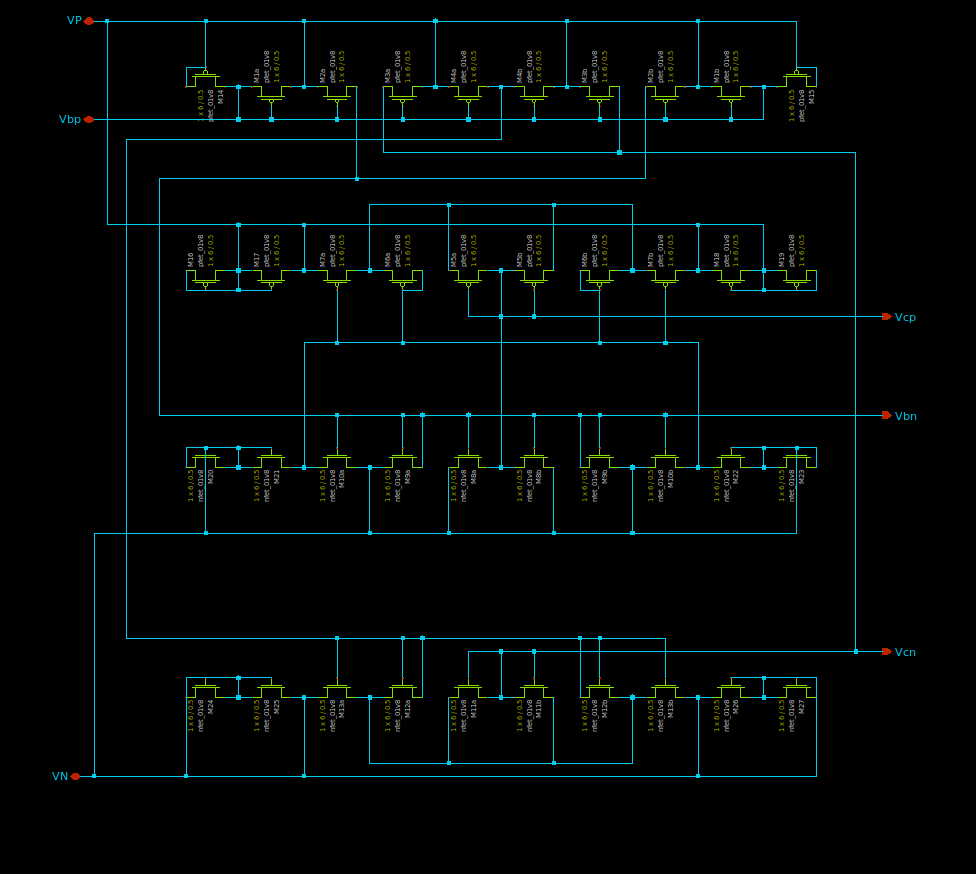 VP
M14
pfet_01v8
1 x 6 / 0.5
M1a
pfet_01v8
1 x 6 / 0.5
M2a
pfet_01v8
1 x 6 / 0.5
M3a
pfet_01v8
1 x 6 / 0.5
M4a
pfet_01v8
1 x 6 / 0.5
M4b
pfet_01v8
1 x 6 / 0.5
M3b
pfet_01v8
1 x 6 / 0.5
M2b
pfet_01v8
1 x 6 / 0.5
M1b
pfet_01v8
1 x 6 / 0.5
M15
pfet_01v8
1 x 6 / 0.5
Vbp
M16
pfet_01v8
1 x 6 / 0.5
M17
pfet_01v8
1 x 6 / 0.5
M7a
pfet_01v8
1 x 6 / 0.5
M6a
pfet_01v8
1 x 6 / 0.5
M5a
pfet_01v8
1 x 6 / 0.5
M5b
pfet_01v8
1 x 6 / 0.5
M6b
pfet_01v8
1 x 6 / 0.5
M7b
pfet_01v8
1 x 6 / 0.5
M18
pfet_01v8
1 x 6 / 0.5
M19
pfet_01v8
1 x 6 / 0.5
Vcp
Vbn
M20
nfet_01v8
1 x 6 / 0.5
M21
nfet_01v8
1 x 6 / 0.5
M10a
nfet_01v8
1 x 6 / 0.5
M9a
nfet_01v8
1 x 6 / 0.5
M8a
nfet_01v8
1 x 6 / 0.5
M8b
nfet_01v8
1 x 6 / 0.5
M9b
nfet_01v8
1 x 6 / 0.5
M10b
nfet_01v8
1 x 6 / 0.5
M22
nfet_01v8
1 x 6 / 0.5
M23
nfet_01v8
1 x 6 / 0.5
Vcn
M24
nfet_01v8
1 x 6 / 0.5
M25
nfet_01v8
1 x 6 / 0.5
M13a
nfet_01v8
1 x 6 / 0.5
M12a
nfet_01v8
1 x 6 / 0.5
M11a
nfet_01v8
1 x 6 / 0.5
M11b
nfet_01v8
1 x 6 / 0.5
M12b
nfet_01v8
1 x 6 / 0.5
M13b
nfet_01v8
1 x 6 / 0.5
M26
nfet_01v8
1 x 6 / 0.5
M27
nfet_01v8
1 x 6 / 0.5
VN